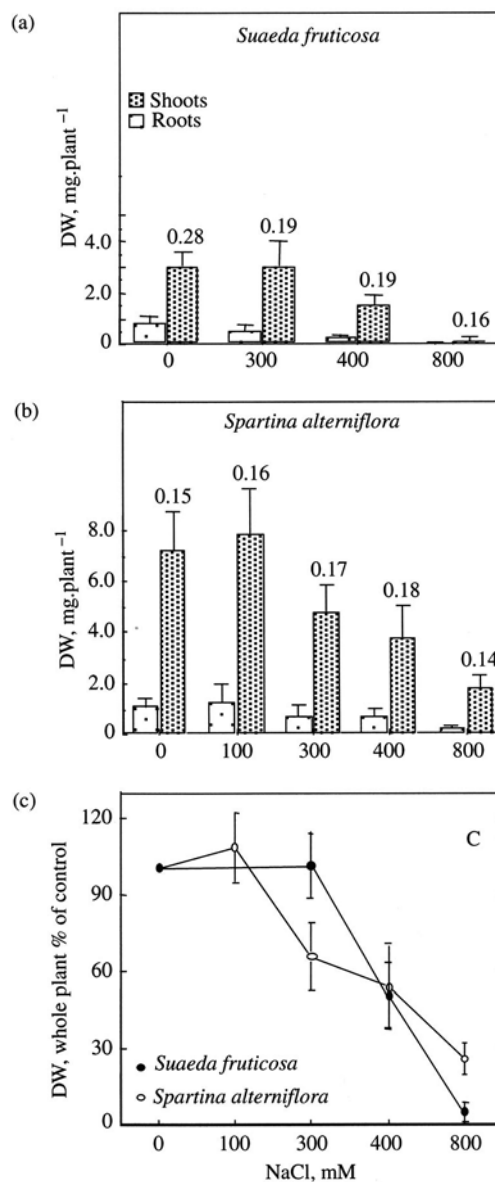 (a)
Suaeda fruticosa
Shoots
Roots
DW, mg.plant ⁻¹
4.0
2.0
0
0.28
0.19
0.19
0.16
0 300 400 800
(b)
Spartina alterniflora
DW, mg.plant ⁻¹
8.0
6.0
4.0
2.0
0
0.15
0.16
0.17
0.18
0.14
0 100 300 400 800
(c)
C
DW, whole plant % of control
120
90
60
30
0
Suaeda fruticosa
Spartina alterniflora
0 100 300 400 800
NaCl, mM